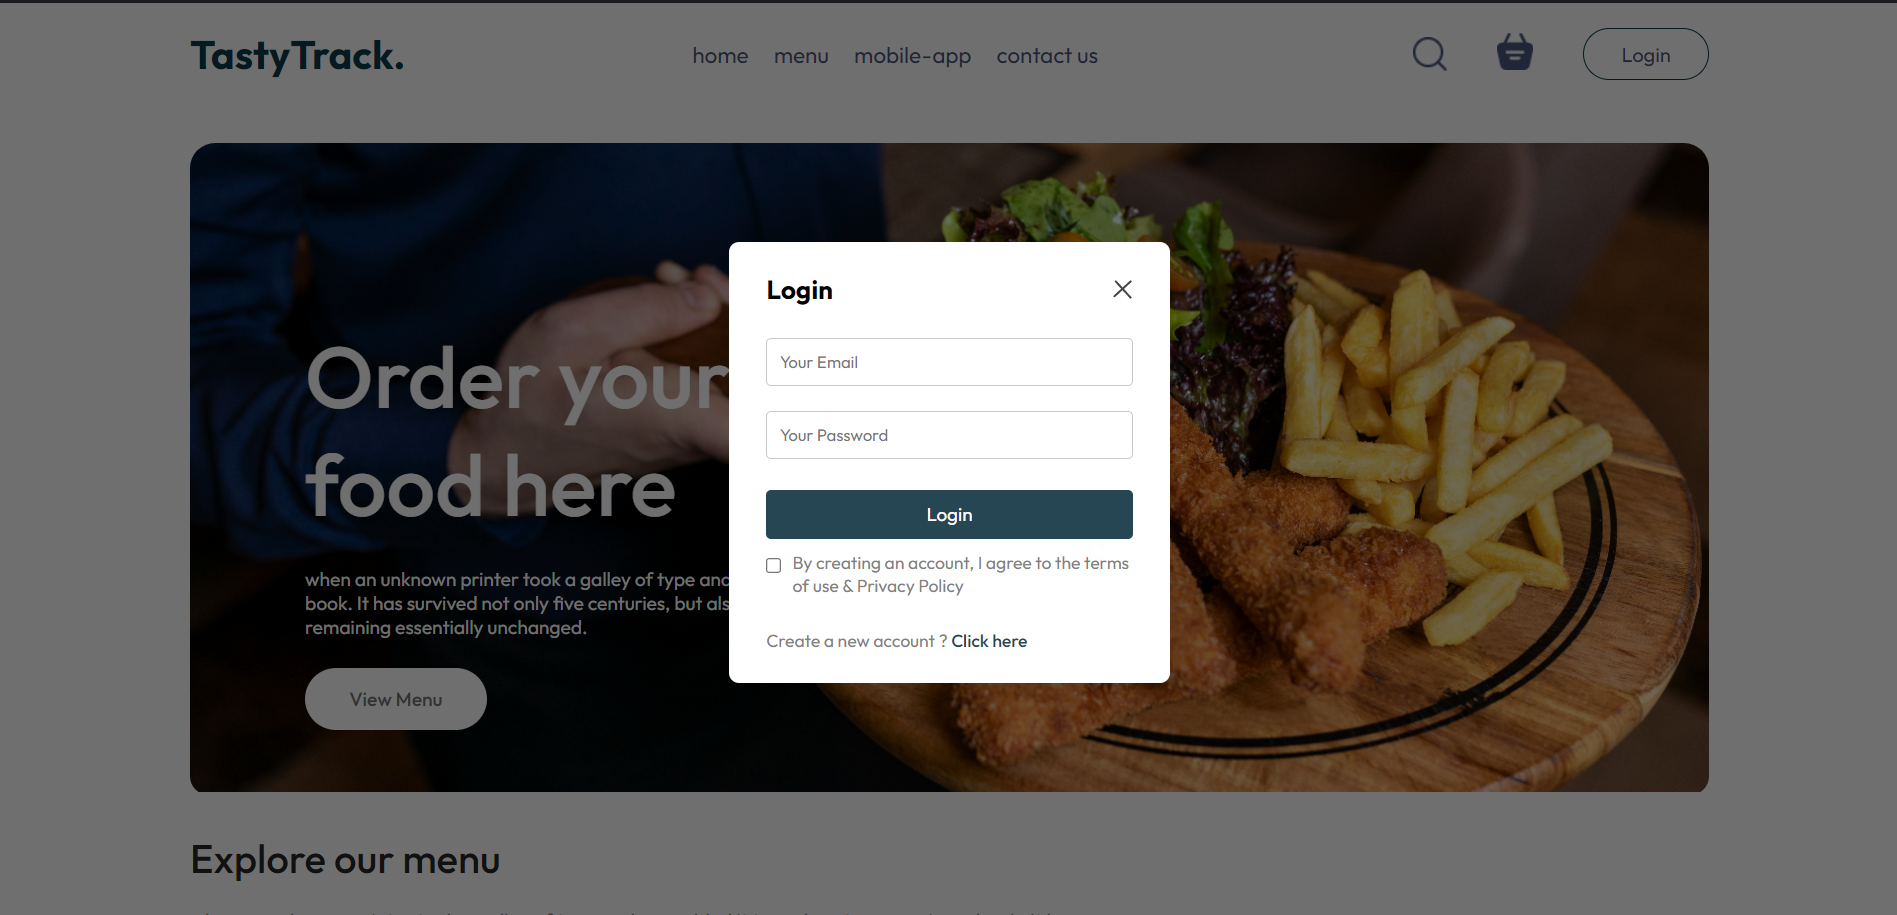 TastyTrack.
home menu mobile-app contact us
Login
Order your
food here
when an unknown printer took a galley of type and
book. It has survived not only five centuries, but als
remaining essentially unchanged.
View Menu
Login
Your Email
Your Password
Login
By creating an account, I agree to the terms
of use & Privacy Policy
Create a new account ? Click here
Explore our menu